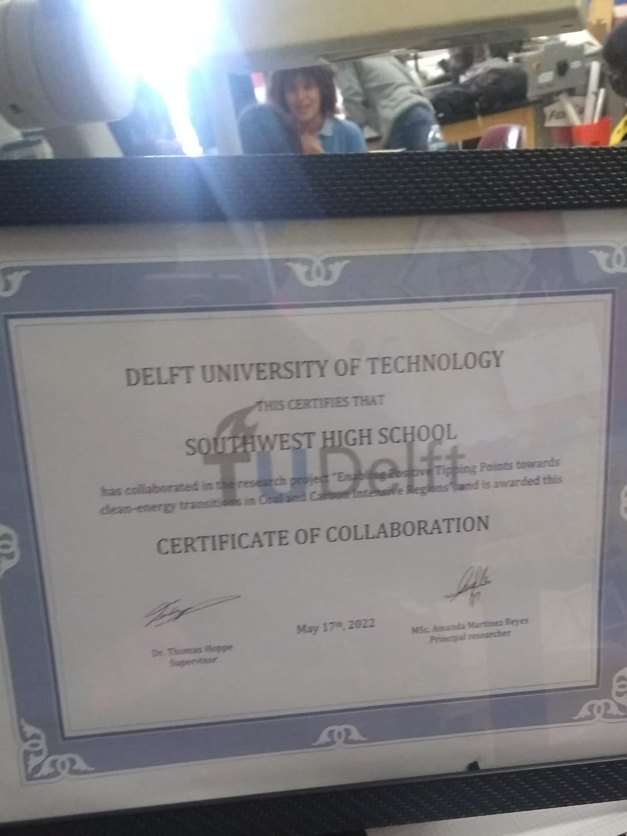 DELFT UNIVERSITY OF TECHNOLOGY
THIS CERTIFIES THAT
SOUTHWEST HIGH SCHOOL
TU Delft
has collaborated in the research project "Enabling Positive Tipping Points towards
clean-energy transitions in Coal and Carbon Intensive Regions" and is awarded this
CERTIFICATE OF COLLABORATION
May 17th, 2022
Dr. Thomas Hoppe
Supervisor
MSc. Amanda Martinez Reyes
Principal researcher